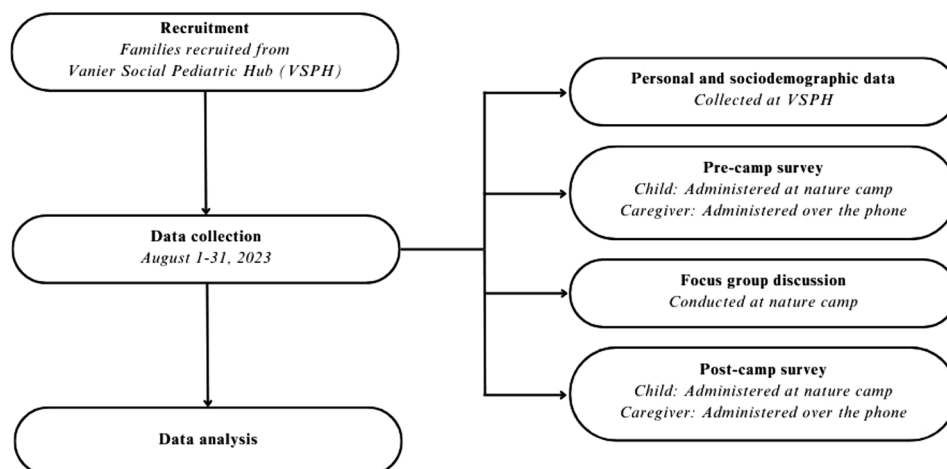 Recruitment
Families recruited from
Vanier Social Pediatric Hub (VSPH)
Data collection
August 1-31, 2023
Data analysis
Personal and sociodemographic data
Collected at VSPH
Pre-camp survey
Child: Administered at nature camp
Caregiver: Administered over the phone
Focus group discussion
Conducted at nature camp
Post-camp survey
Child: Administered at nature camp
Caregiver: Administered over the phone